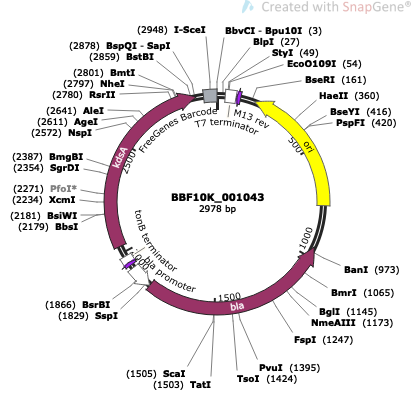 Created with SnapGene®
(2948) I-SceI
BbvCI - Bpu10I (3)
(2878) BspQI - SapI
BlpI (27)
(2859) BstBI
StyI (49)
(2801) BmtI
EcoO109I (54)
(2797) NheI
BseRI (161)
(2780) RsrII
HaeII (360)
(2641) AleI
BseYI (416)
(2611) AgeI
PspFI (420)
(2572) NspI
FreeGenes Barcode
T7 terminator
M13 rev
ori
500
kdsA
2500
(2387) BmgBI
(2354) SgrDI
(2271) PfoI*
(2234) XcmI
(2181) BsiWI
(2179) BbsI
BBF10K_001043
2978 bp
tonB terminator
bla promoter
2000
1000
1500
bla
BanI (973)
BmrI (1065)
BglI (1145)
NmeAIII (1173)
FspI (1247)
(1866) BsrBI
(1829) SspI
PvuI (1395)
(1505) ScaI
TsoI (1424)
(1503) TatI